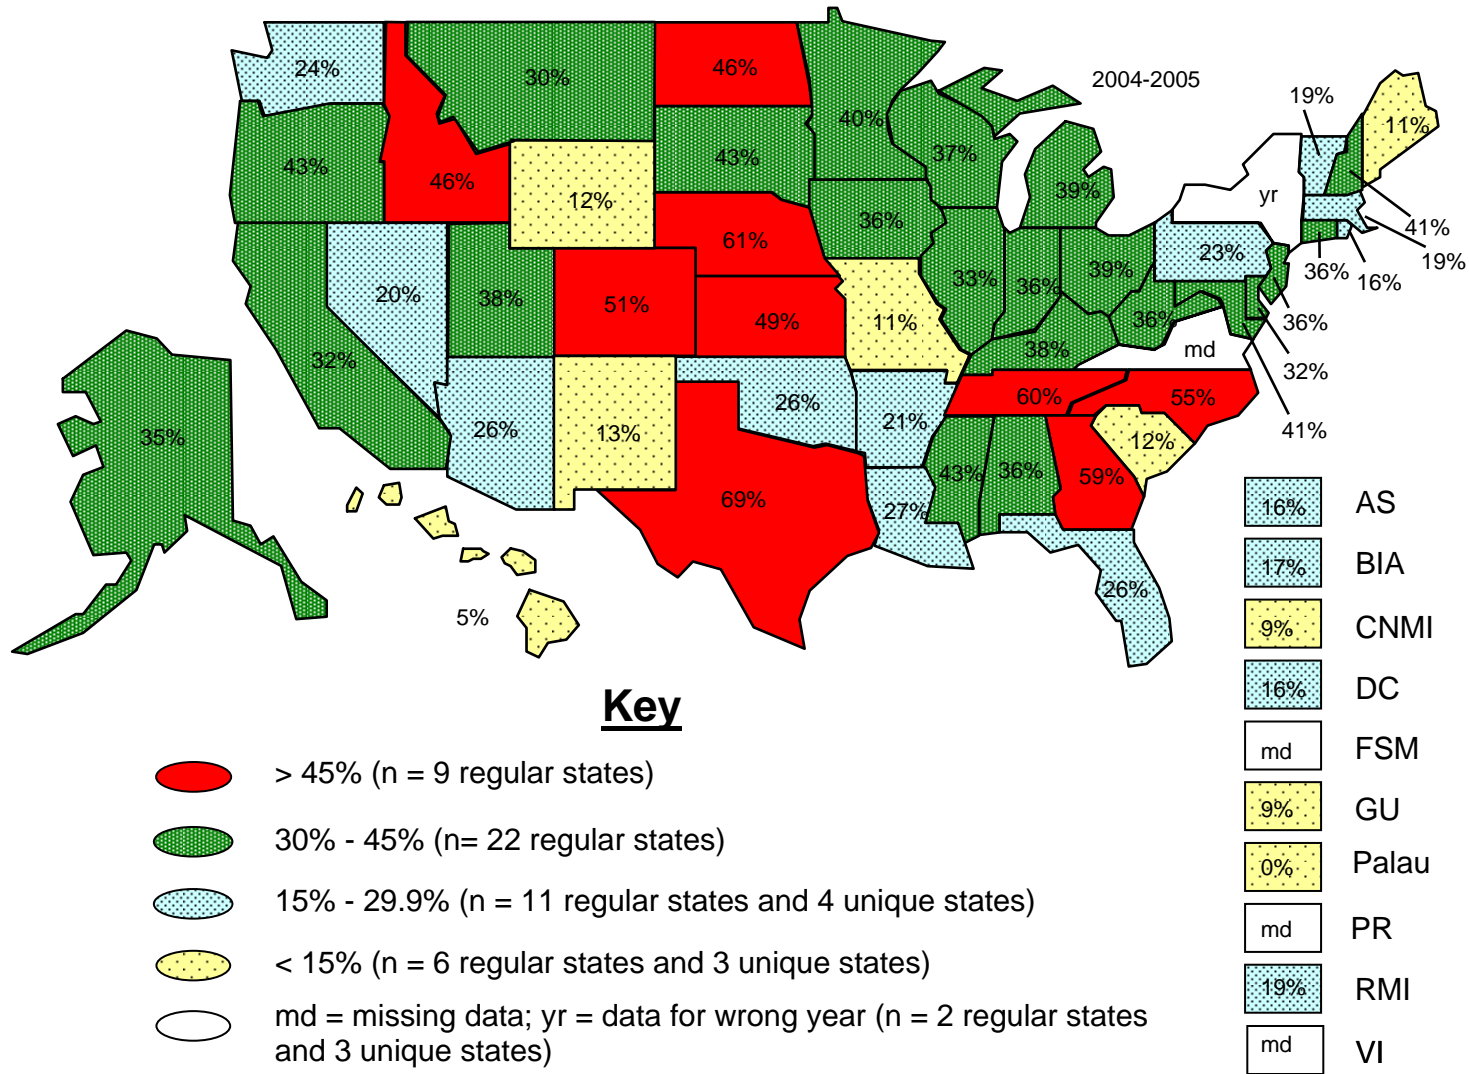 2004-2005
24%
30%
46%
40%
19%
11%
43%
46%
12%
43%
37%
39%
yr
41%
19%
36%
16%
36%
61%
36%
33%
36%
39%
23%
20%
38%
51%
49%
11%
38%
36%
md
36%
32%
41%
32%
35%
26%
13%
26%
21%
60%
55%
12%
43%
36%
59%
69%
27%
26%
5%
16% AS
17% BIA
9% CNMI
16% DC
md FSM
9% GU
0% Palau
md PR
19% RMI
md VI
Key
> 45% (n = 9 regular states)
30% - 45% (n= 22 regular states)
15% - 29.9% (n = 11 regular states and 4 unique states)
< 15% (n = 6 regular states and 3 unique states)
md = missing data; yr = data for wrong year (n = 2 regular states
and 3 unique states)